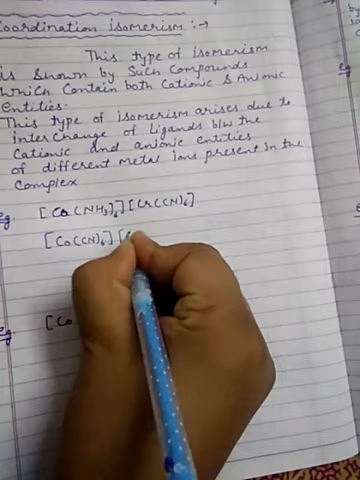 Coordination isomerism :→
This type of isomerism
is shown by such compounds
which contain both cationic & Anionic
entities.
This type of isomerism arises due to
interchange of Ligands b/w the
cationic and anionic entities
of different metal ions present in the
complex
eg. [Co(NH3)6][Cr(CN)6]
[Co(CN)6][C
eg. [Co